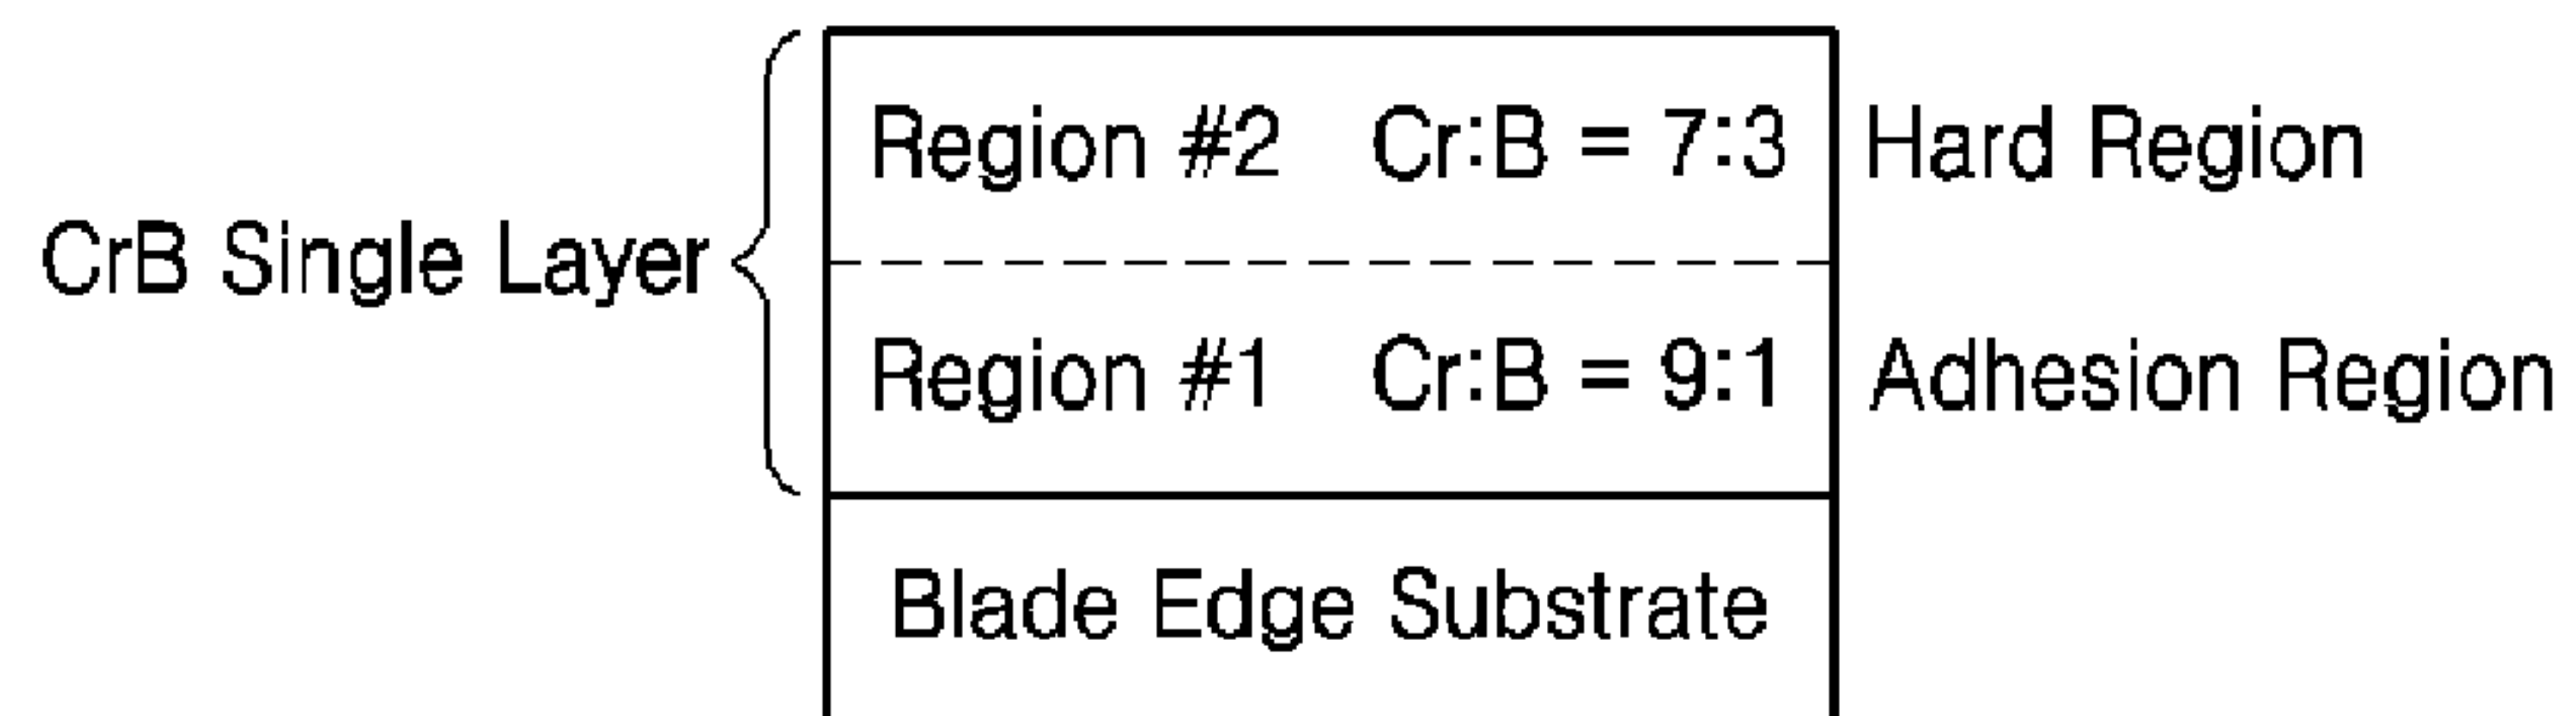 Region #2 Cr:B = 7:3 Hard Region
CrB Single Layer
Region #1 Cr:B = 9:1 Adhesion Region
Blade Edge Substrate